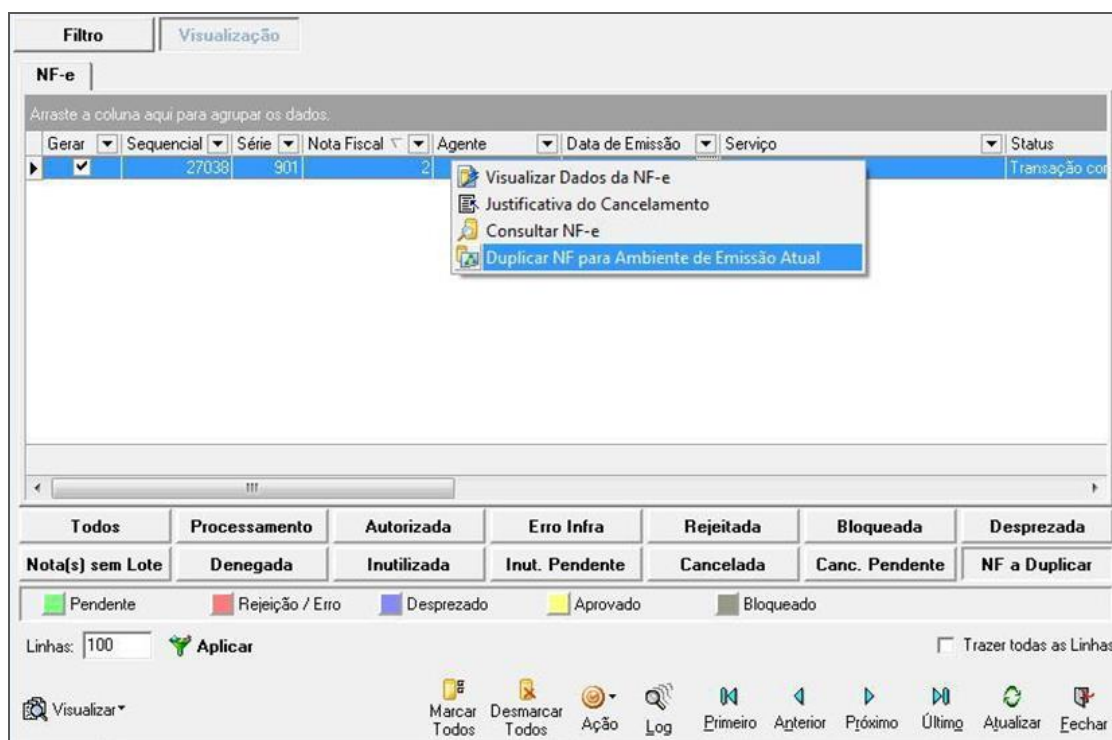 Filtro Visualização
NF-e
Arraste a coluna aqui para agrupar os dados.
Gerar Sequencial Série Nota Fiscal Agente Data de Emissão Serviço Status
27038 901 2 Transação con
Visualizar Dados da NF-e
Justificativa do Cancelamento
Consultar NF-e
Duplicar NF para Ambiente de Emissão Atual
Todos Processamento Autorizada Erro Infra Rejeitada Bloqueada Desprezada
Nota(s) sem Lote Denegada Inutilizada Inut. Pendente Cancelada Canc. Pendente NF a Duplicar
Pendente Rejeição / Erro Desprezado Aprovado Bloqueado
Linhas: 100 Aplicar Trazer todas as Linhas
Visualizar Marcar Todos Desmarcar Todos Ação Log Primeiro Anterior Próximo Último Atualizar Fechar